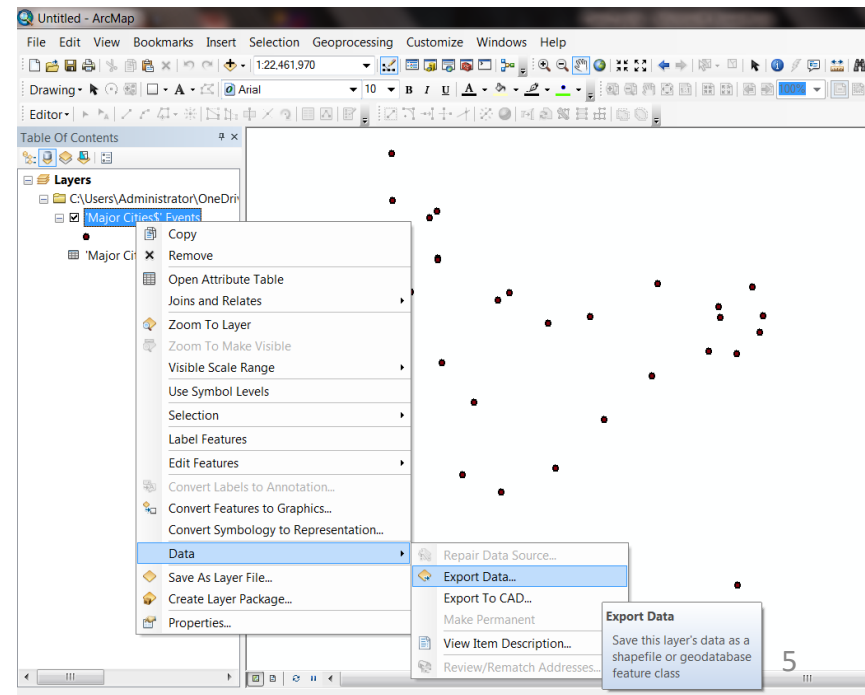 Untitled - ArcMap
File Edit View Bookmarks Insert Selection Geoprocessing Customize Windows Help
1:22,461,970
Drawing A Arial 10 B I U A 100%
Editor
Table Of Contents
Layers
C:\Users\Administrator\OneDri
'Major Cities$' Events
'Major Ci
Copy
Remove
Open Attribute Table
Joins and Relates
Zoom To Layer
Zoom To Make Visible
Visible Scale Range
Use Symbol Levels
Selection
Label Features
Edit Features
Convert Labels to Annotation...
Convert Features to Graphics...
Convert Symbology to Representation...
Data
Save As Layer File...
Create Layer Package...
Properties...
Repair Data Source...
Export Data...
Export To CAD...
Make Permanent
View Item Description...
Review/Rematch Addresses...
Export Data
Save this layer's data as a
shapefile or geodatabase
feature class
5